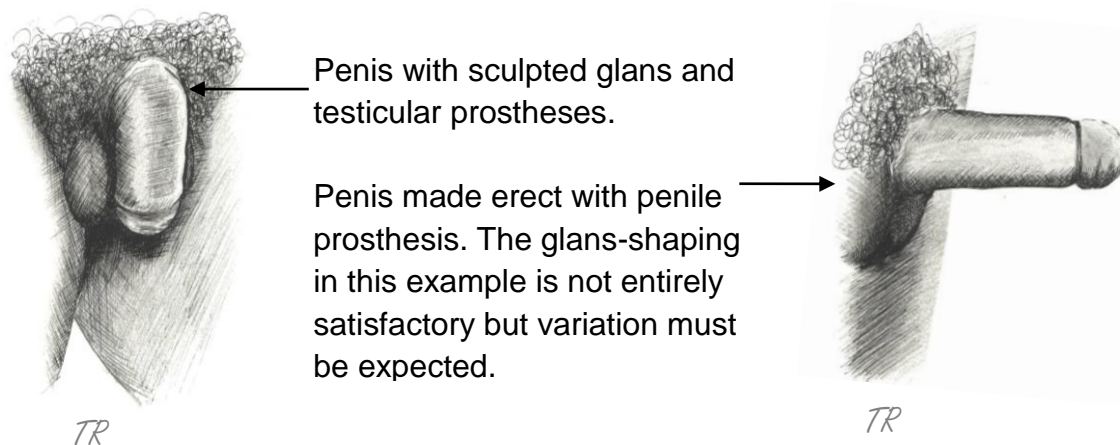 Penis with sculpted glans and
testicular prostheses.
Penis made erect with penile
prosthesis. The glans-shaping
in this example is not entirely
satisfactory but variation must
be expected.
TR
TR